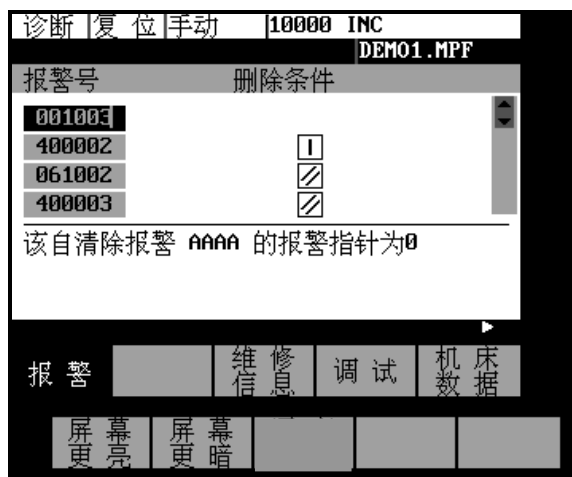 诊断 复 位 手动 10000 INC
DEMO1.MPF
报警号 删除条件
001003
400002
061002
400003
该自清除报警 AAAA 的报警指针为0
报 警 维 修 信 息 调 试 机 床 数 据
屏 幕 更 亮 屏 幕 更 暗